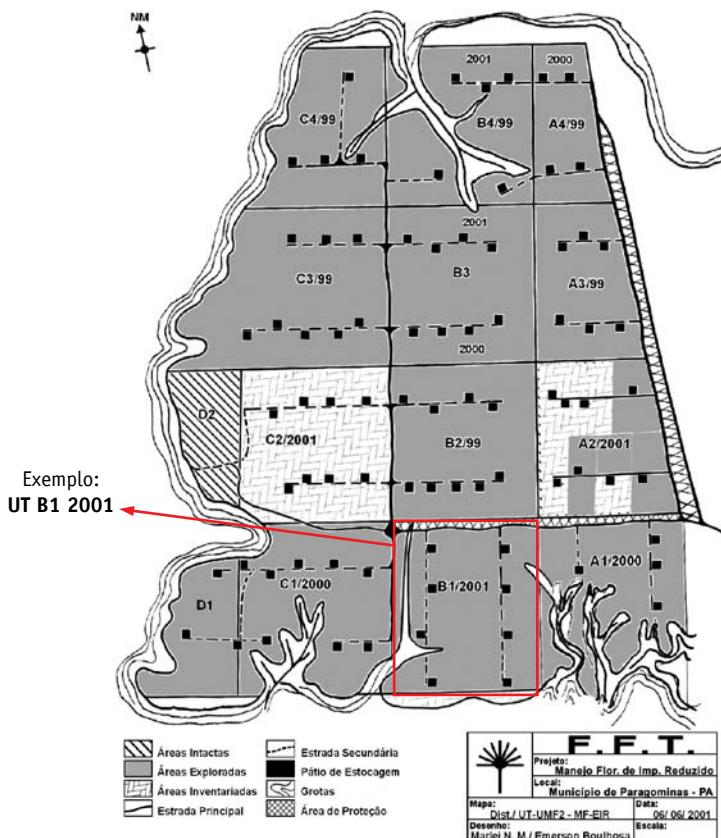 NM
2001
2000
C4/99
B4/99
A4/99
2001
C3/99
B3
A3/99
2000
D2
C2/2001
B2/99
A2/2001
Exemplo:
UT B1 2001
D1
C1/2000
B1/2001
A1/2000
Áreas Intactas
Áreas Exploradas
Áreas Inventariadas
Estrada Principal
Estrada Secundária
Pátio de Estocagem
Grotas
Área de Proteção
F. F. T.
Projeto:
Manejo Flor. de Imp. Reduzido
Local:
Município de Paragominas - PA
Mapa:
Dist./ UT-UMF2 - MF-EIR
Data:
06/ 06/ 2001
Desenho:
Marlei N. M./ Emerson Boulhosa
Escala: